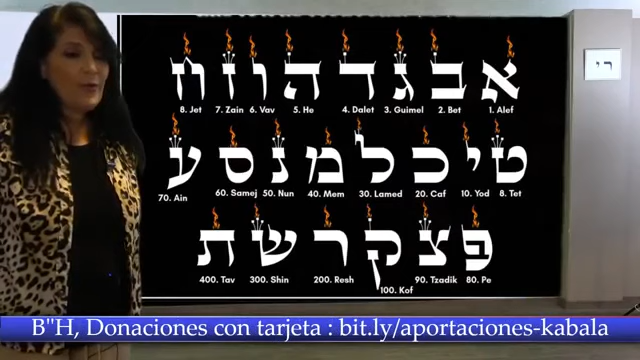 א ב ג ד ה ו ז ח
8. Jet 7. Zain 6. Vav 5. He 4. Dalet 3. Guimel 2. Bet 1. Alef
ט י כ ל מ נ ס ע
70. Ain 60. Samej 50. Nun 40. Mem 30. Lamed 20. Caf 10. Yod 8. Tet
פ צ ק ר ש ת
400. Tav 300. Shin 200. Resh 100. Kof 90. Tzadik 80. Pe
B"H, Donaciones con tarjeta : bit.ly/aportaciones-kabala